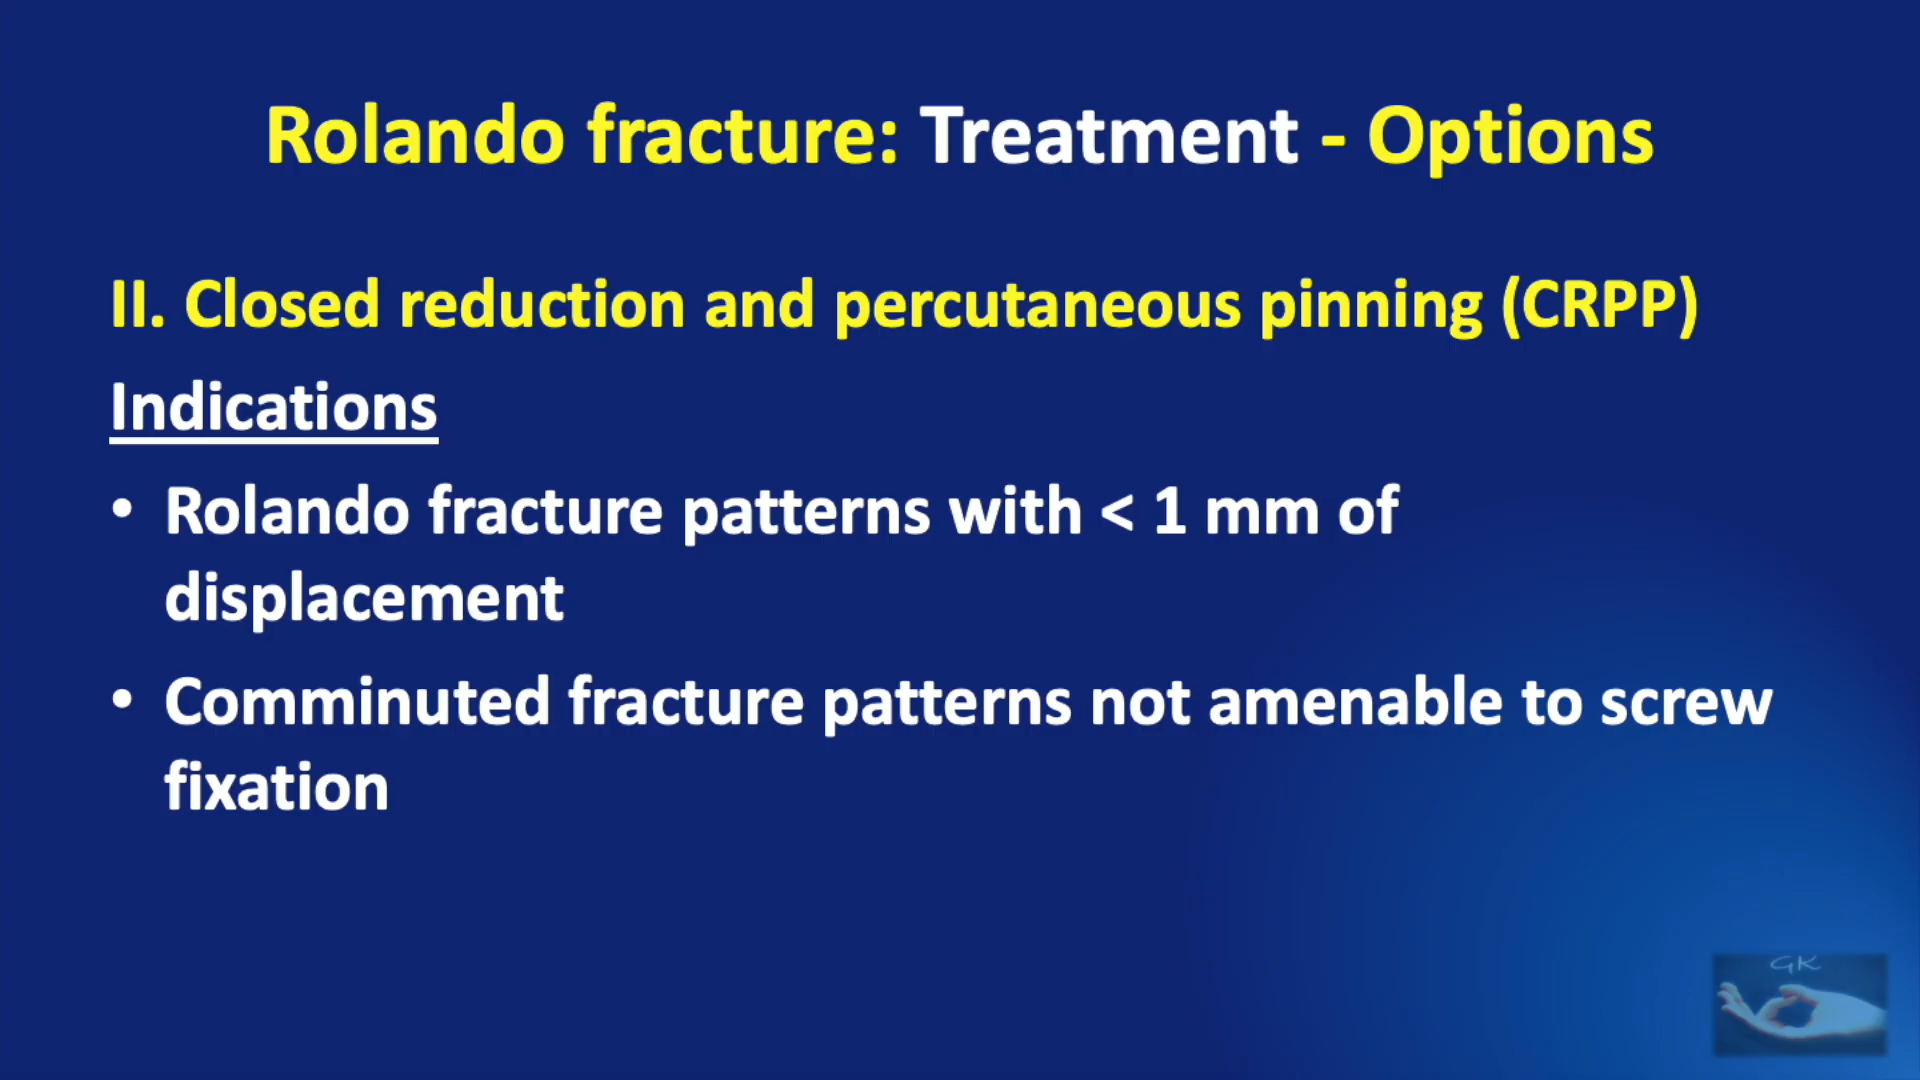 Rolando fracture: Treatment - Options
II. Closed reduction and percutaneous pinning (CRPP)
Indications
• Rolando fracture patterns with < 1 mm of
displacement
• Comminuted fracture patterns not amenable to screw
fixation
GK